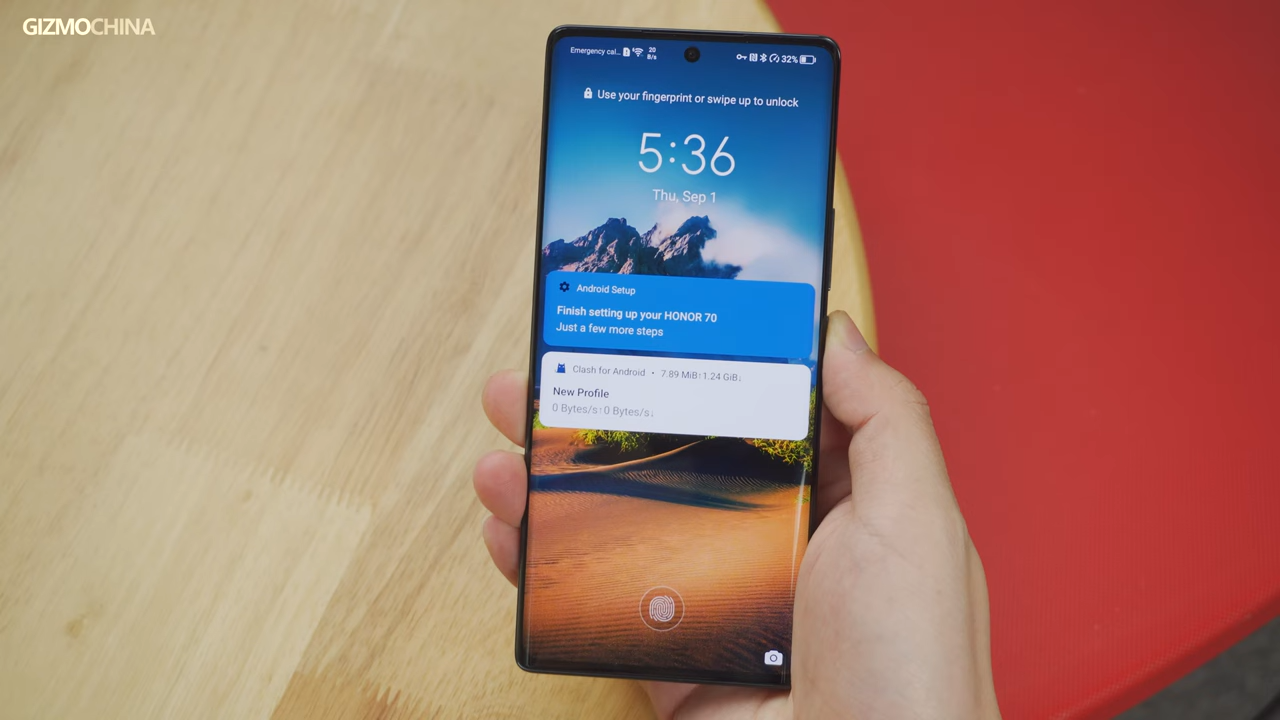 GIZMOCHINA
Emergency cal... 20 B/s 32%
Use your fingerprint or swipe up to unlock
5:36
Thu, Sep 1
Android Setup
Finish setting up your HONOR 70
Just a few more steps
Clash for Android • 7.89 MiB↑1.24 GiB↓
New Profile
0 Bytes/s↑0 Bytes/s↓